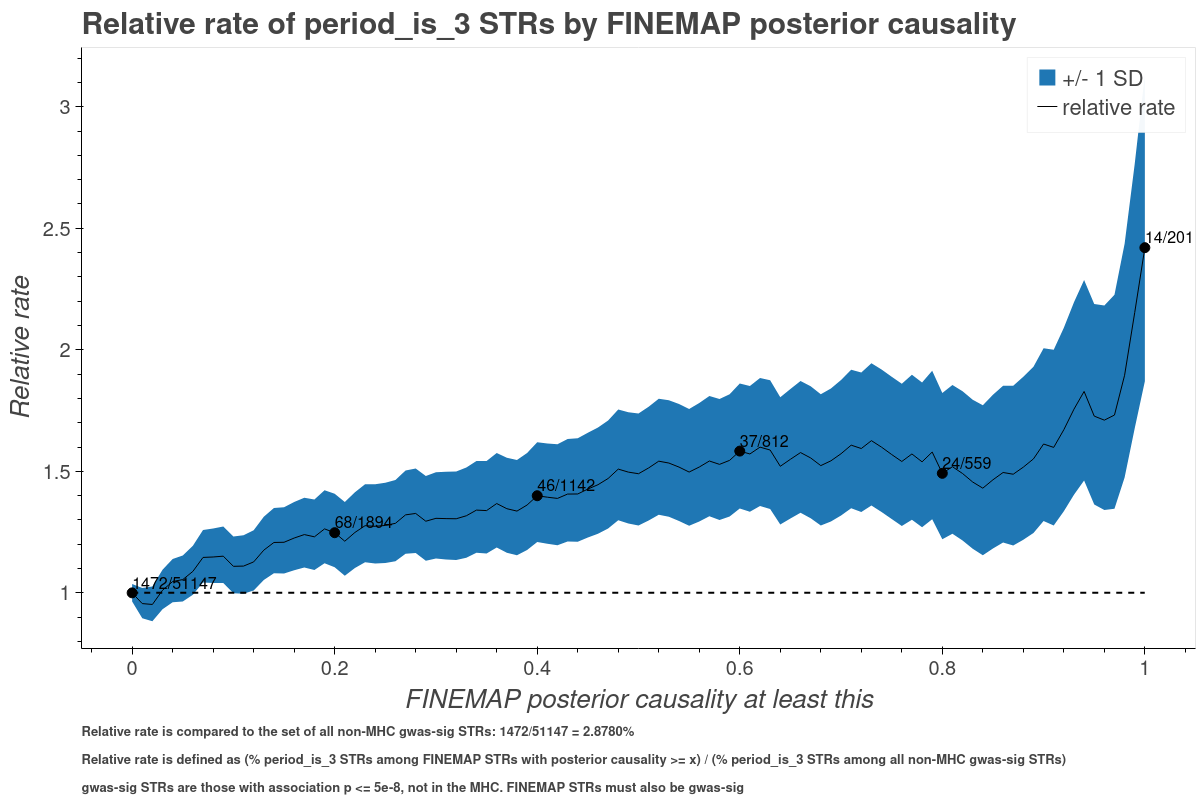 Relative rate of period_is_3 STRs by FINEMAP posterior causality
+/- 1 SD
relative rate
Relative rate
3
2.5
2
1.5
1
1472/51147
68/1894
46/1142
37/812
24/559
14/201
0
0.2
0.4
0.6
0.8
1
FINEMAP posterior causality at least this
Relative rate is compared to the set of all non-MHC gwas-sig STRs: 1472/51147 = 2.8780%
Relative rate is defined as (% period_is_3 STRs among FINEMAP STRs with posterior causality >= x) / (% period_is_3 STRs among all non-MHC gwas-sig STRs)
gwas-sig STRs are those with association p <= 5e-8, not in the MHC. FINEMAP STRs must also be gwas-sig